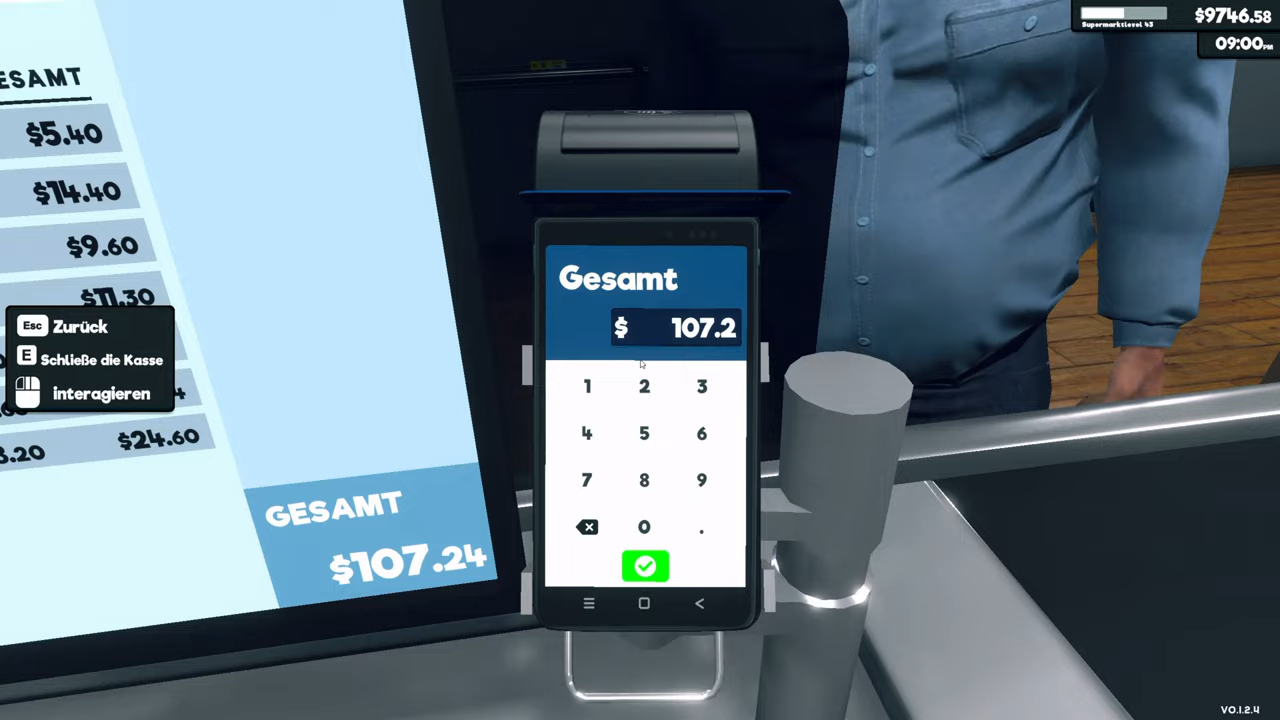 $9746.58
Supermarktlevel 43
09:00PM
ESAMT
$5.40
$14.40
$9.60
$11.30
Esc Zurück
E Schließe die Kasse
interagieren
$24.60
GESAMT
$107.24
Gesamt
$ 107.2
1 2 3
4 5 6
7 8 9
0 .
V0.1.2.4